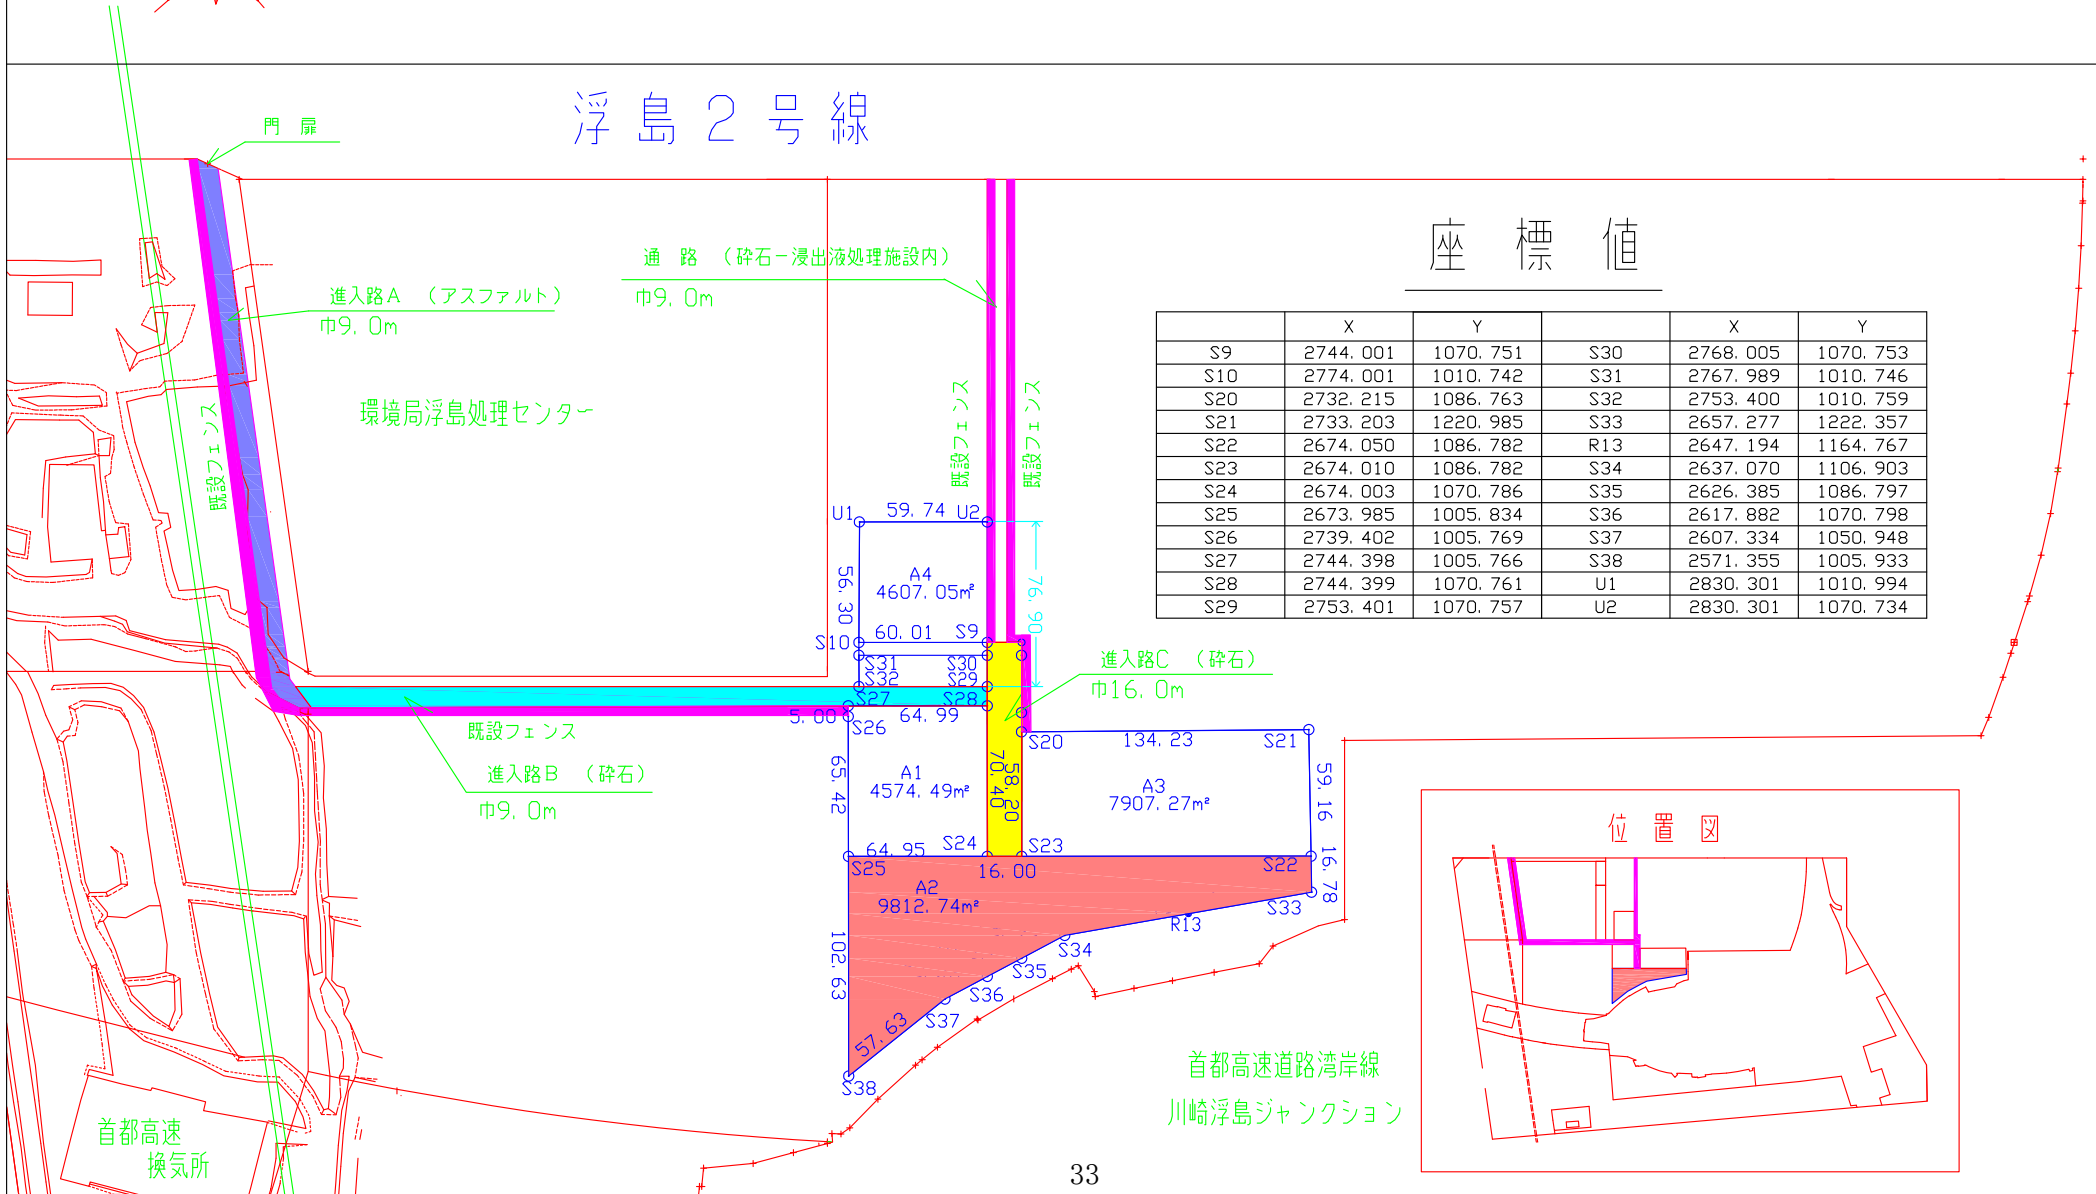 浮島２号線
門扉
通路（砕石－浸出液処理施設内）
巾9.0m
進入路A（アスファルト）
巾9.0m
環境局浮島処理センター
既設フェンス
既設フェンス
既設フェンス
座標値
X Y X Y
S9 2744.001 1070.751 S30 2768.005 1070.753
S10 2774.001 1010.742 S31 2767.989 1010.746
S20 2732.215 1086.763 S32 2753.400 1010.759
S21 2733.203 1220.985 S33 2657.277 1222.357
S22 2674.050 1086.782 R13 2647.194 1164.767
S23 2674.010 1086.782 S34 2637.070 1106.903
S24 2674.003 1070.786 S35 2626.385 1086.797
S25 2673.985 1005.834 S36 2617.882 1070.798
S26 2739.402 1005.769 S37 2607.334 1050.948
S27 2744.398 1005.766 S38 2571.355 1005.933
S28 2744.399 1070.761 U1 2830.301 1010.994
S29 2753.401 1070.757 U2 2830.301 1070.734
U1 59.74 U2
56.30
A4
4607.05m²
76.90
S10 60.01 S9
S31 S30
S32 S29
S27 S28
5.00 64.99
S26
進入路C（砕石）
巾16.0m
既設フェンス
進入路B（砕石）
巾9.0m
S20 134.23 S21
65.42
A1
4574.49m²
70.40
58.20
A3
7907.27m²
59.16
64.95 S24 S23
S25 16.00 S22
16.78
A2
9812.74m²
S33
R13
S34
S35
S36
S37
102.63
57.63
S38
位置図
首都高速道路湾岸線
川崎浮島ジャンクション
首都高速
換気所
33